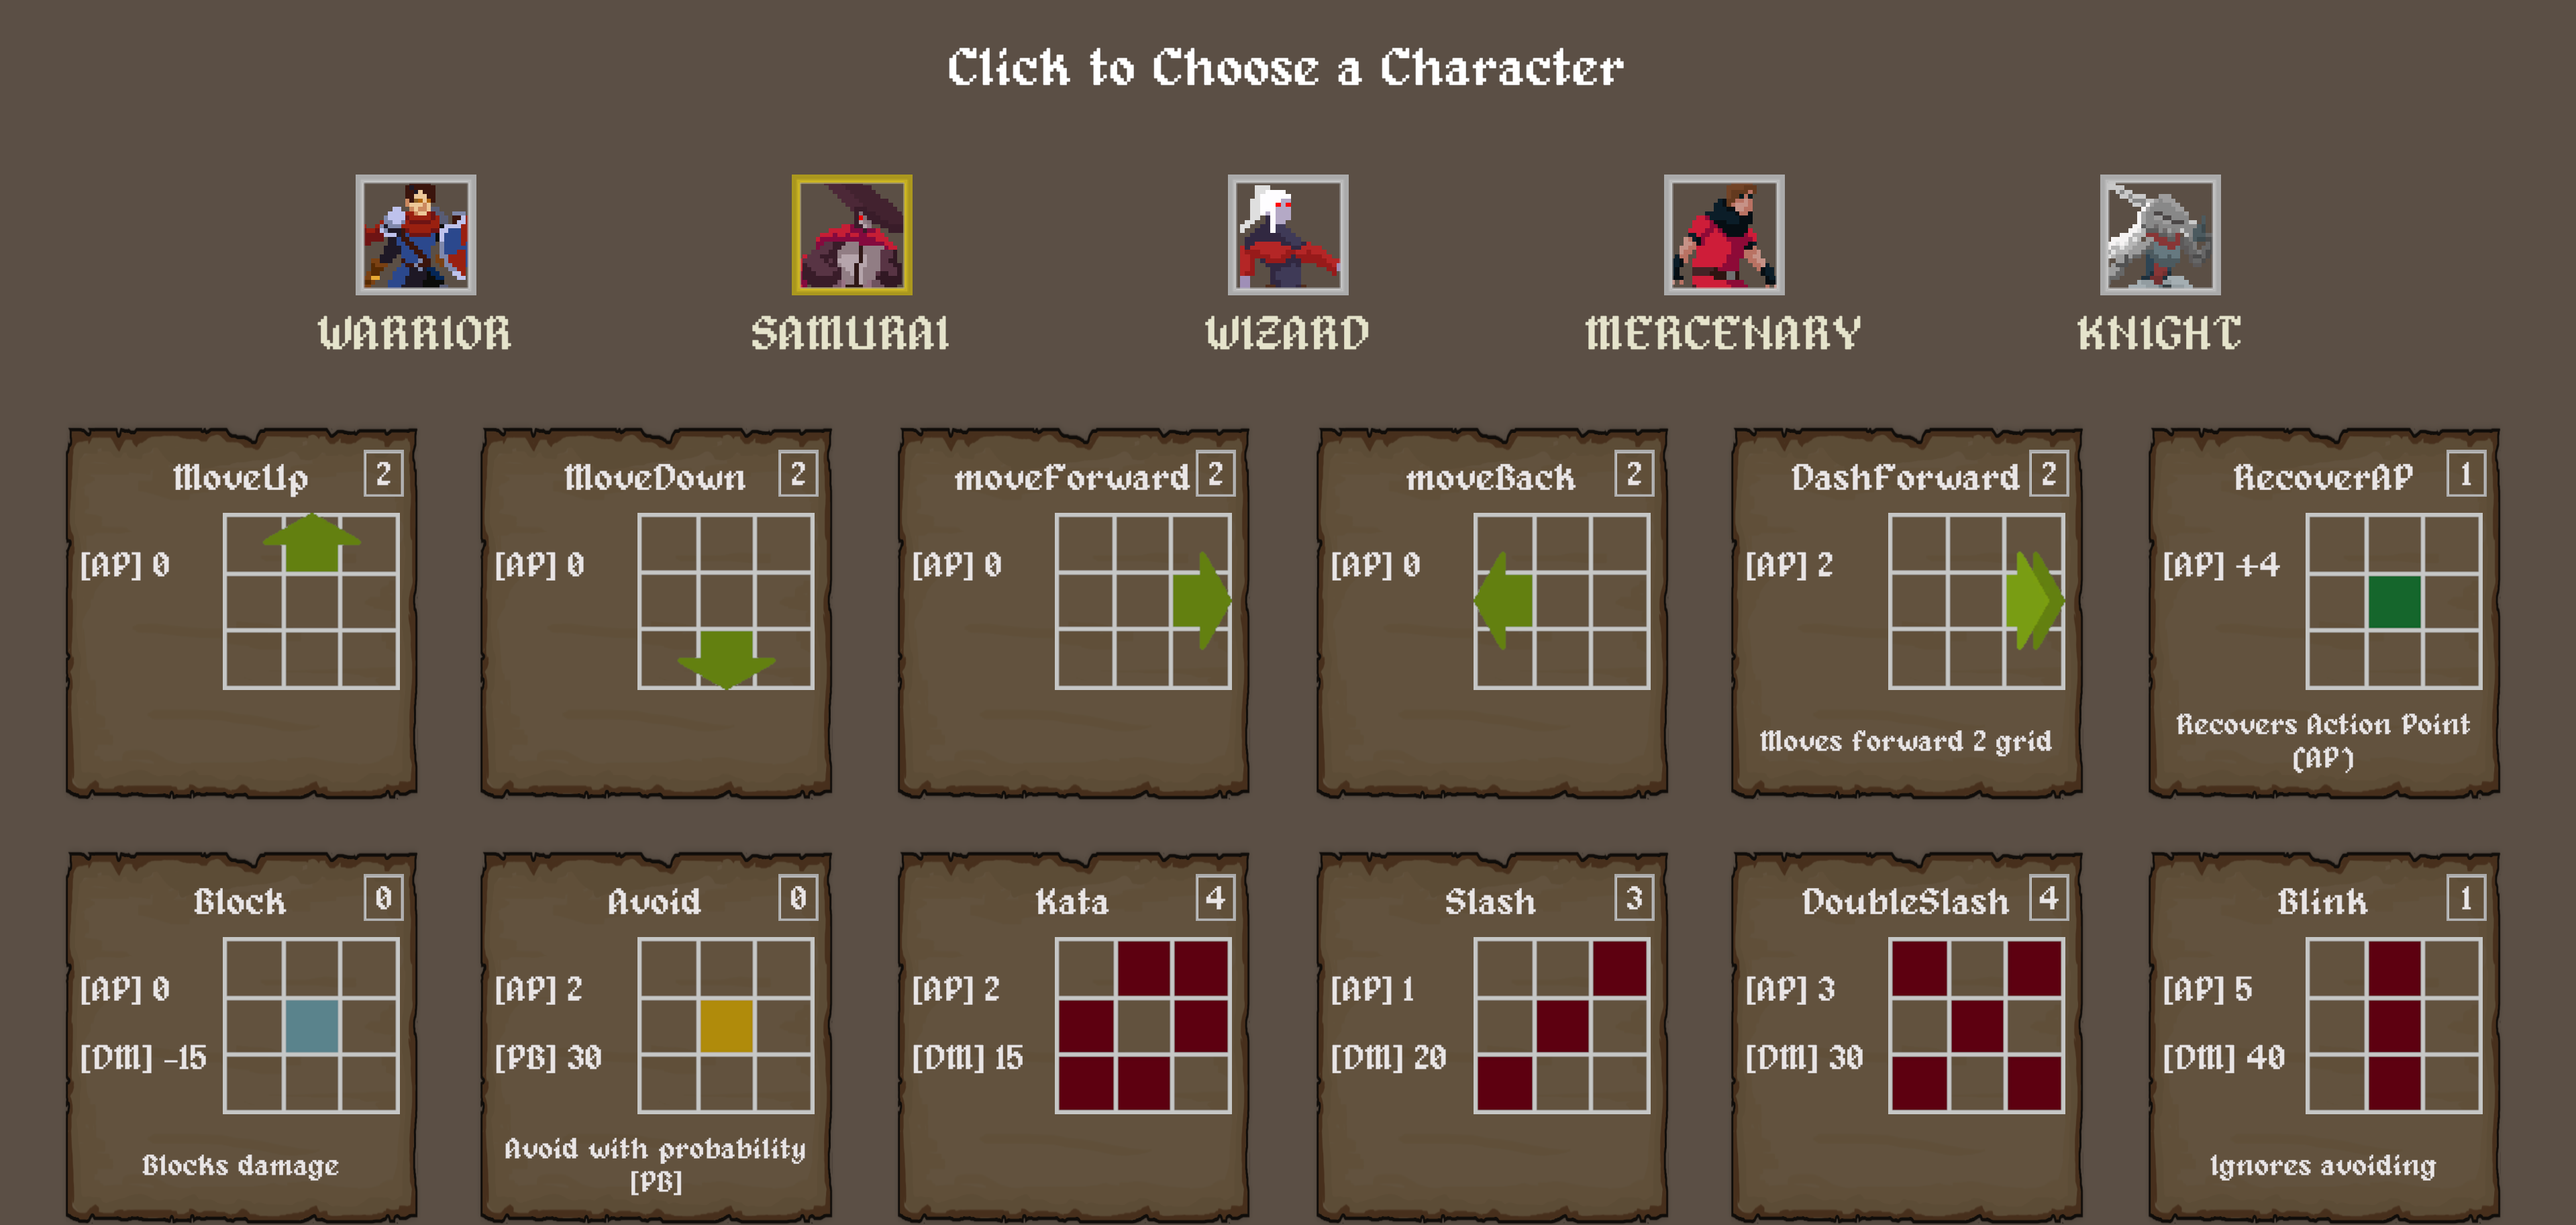 Click to Choose a Character
WARRIOR
SAMURAI
WIZARD
MERCENARY
KNIGHT
MoveUp 2
[AP] 0
MoveDown 2
[AP] 0
moveForward 2
[AP] 0
moveBack 2
[AP] 0
DashForward 2
[AP] 2
Moves forward 2 grid
RecoverAP 1
[AP] +4
Recovers Action Point
(AP)
Block 0
[AP] 0
[DM] -15
Blocks damage
Avoid 0
[AP] 2
[PB] 30
Avoid with probability
[PB]
Kata 4
[AP] 2
[DM] 15
Slash 3
[AP] 1
[DM] 20
DoubleSlash 4
[AP] 3
[DM] 30
Blink 1
[AP] 5
[DM] 40
Ignores avoiding